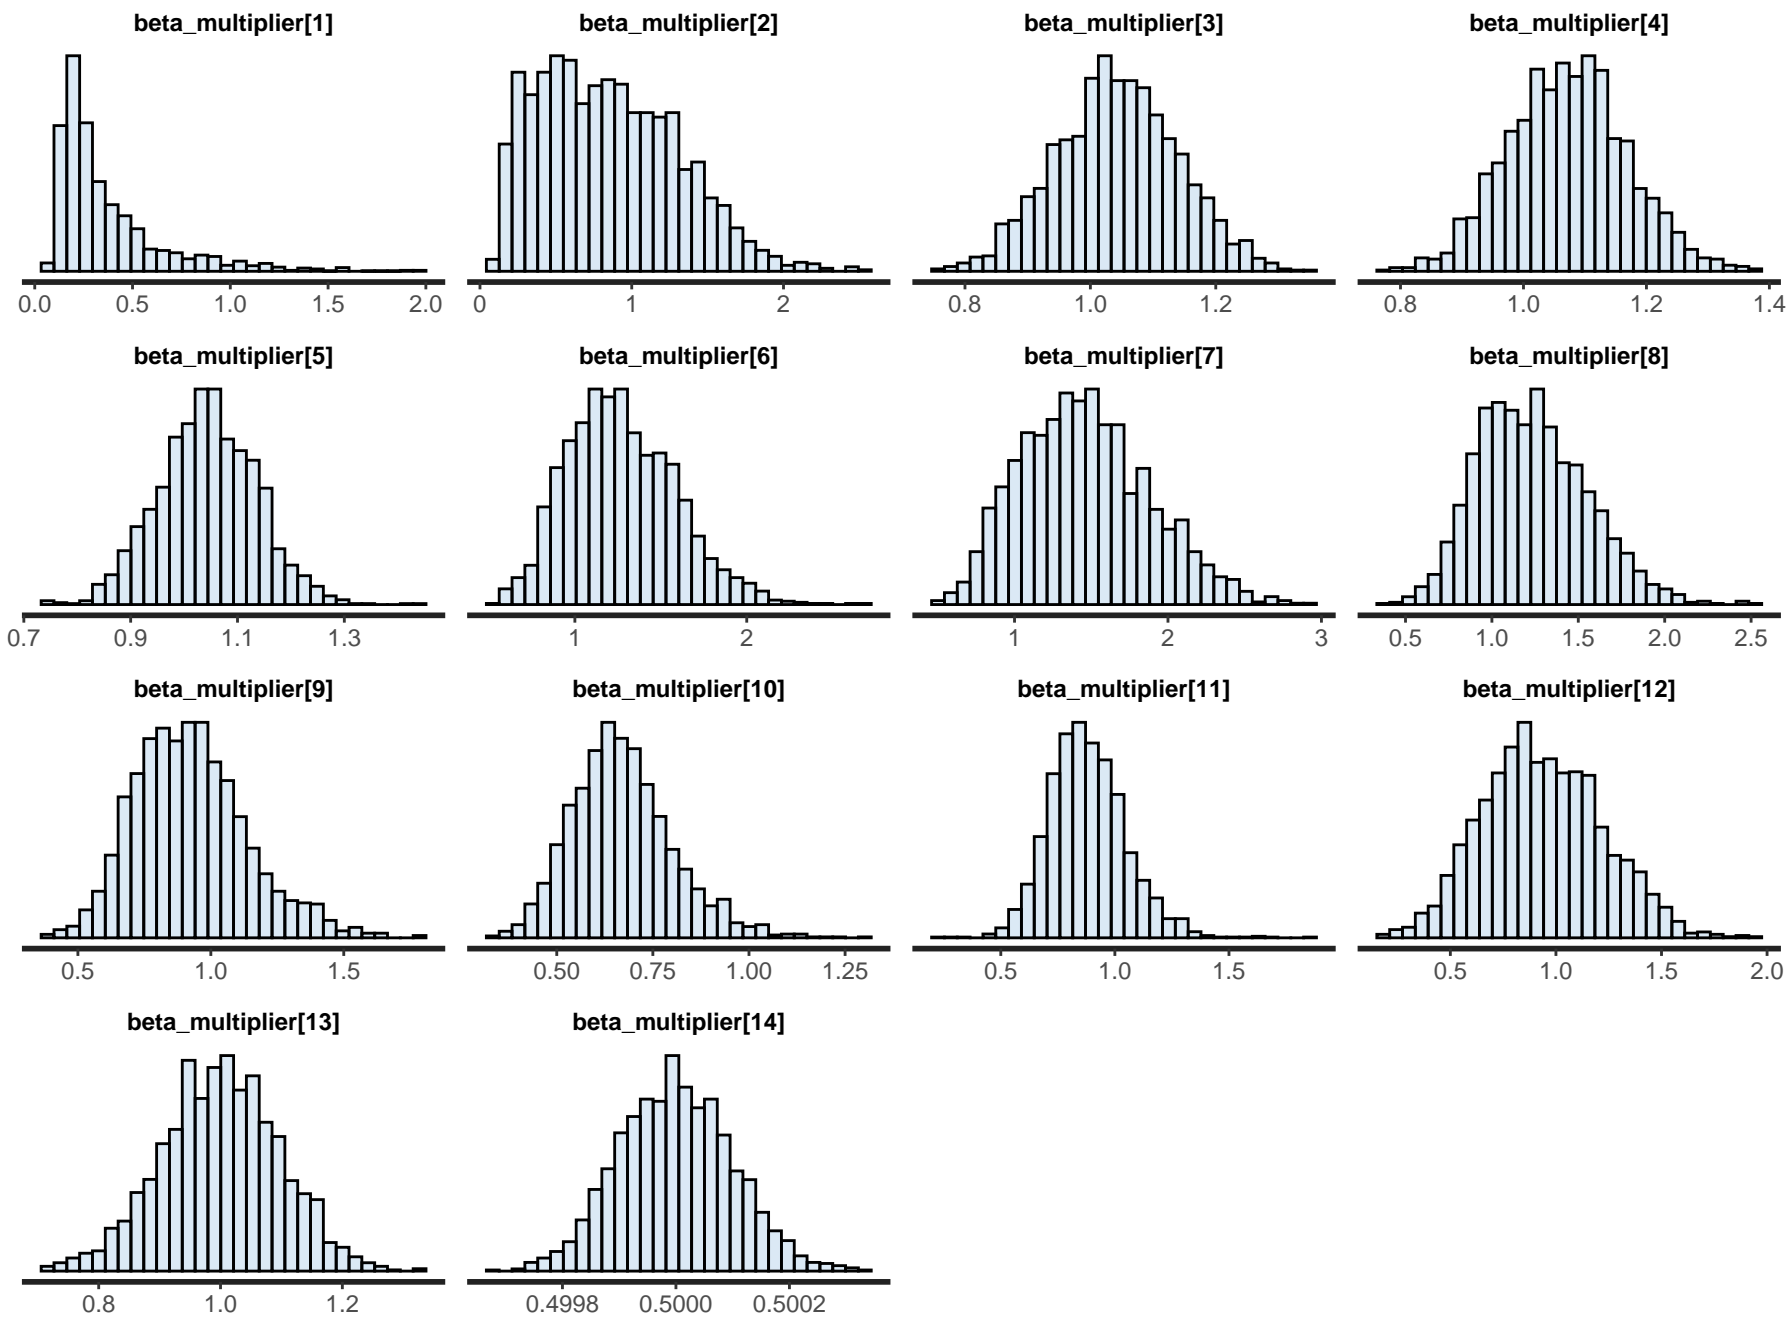 beta_multiplier[1] beta_multiplier[2] beta_multiplier[3] beta_multiplier[4]
0.0 0.5 1.0 1.5 2.0 0 1 2 0.8 1.0 1.2 0.8 1.0 1.2 1.4
beta_multiplier[5] beta_multiplier[6] beta_multiplier[7] beta_multiplier[8]
0.7 0.9 1.1 1.3 1 2 1 2 3 0.5 1.0 1.5 2.0 2.5
beta_multiplier[9] beta_multiplier[10] beta_multiplier[11] beta_multiplier[12]
0.5 1.0 1.5 0.50 0.75 1.00 1.25 0.5 1.0 1.5 0.5 1.0 1.5 2.0
beta_multiplier[13] beta_multiplier[14]
0.8 1.0 1.2 0.4998 0.5000 0.5002